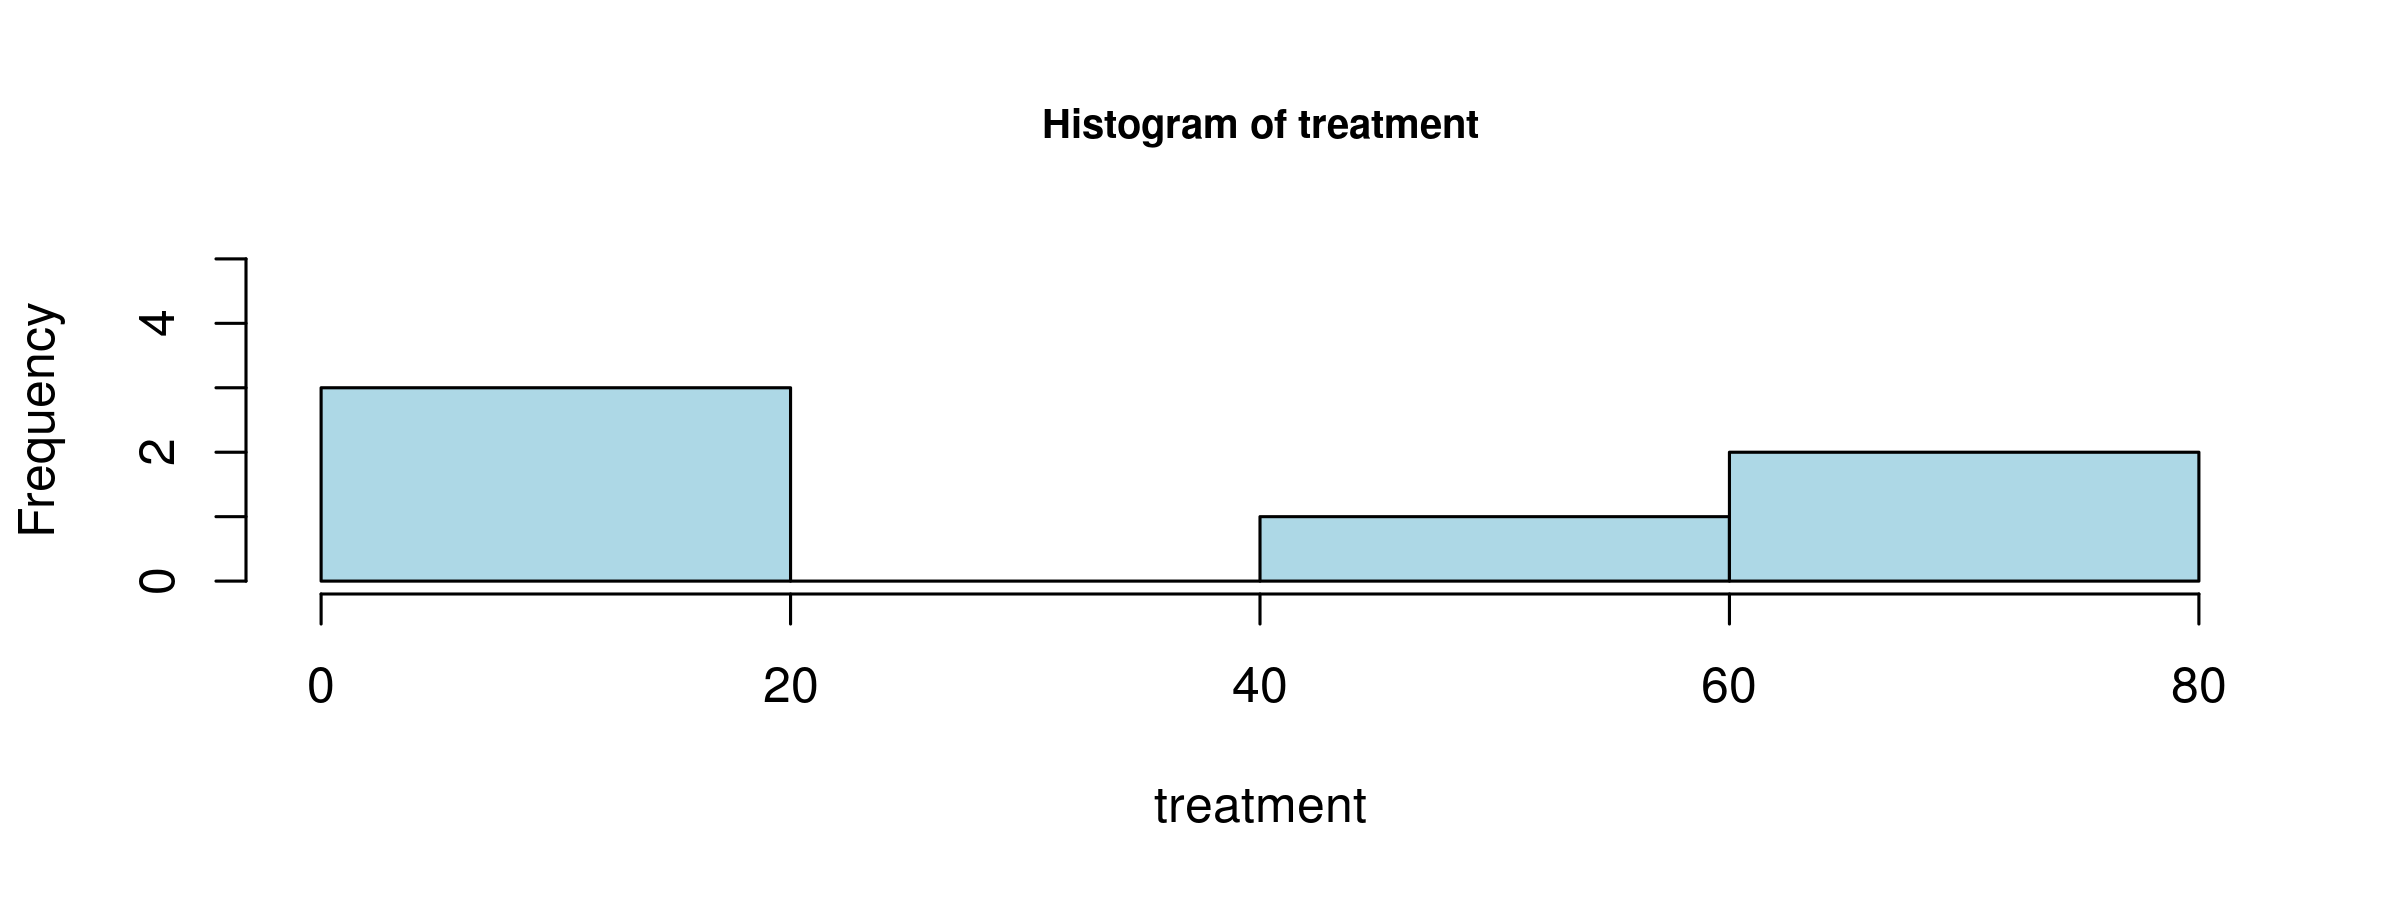 Histogram of treatment
Frequency
4
2
0
0 20 40 60 80
treatment